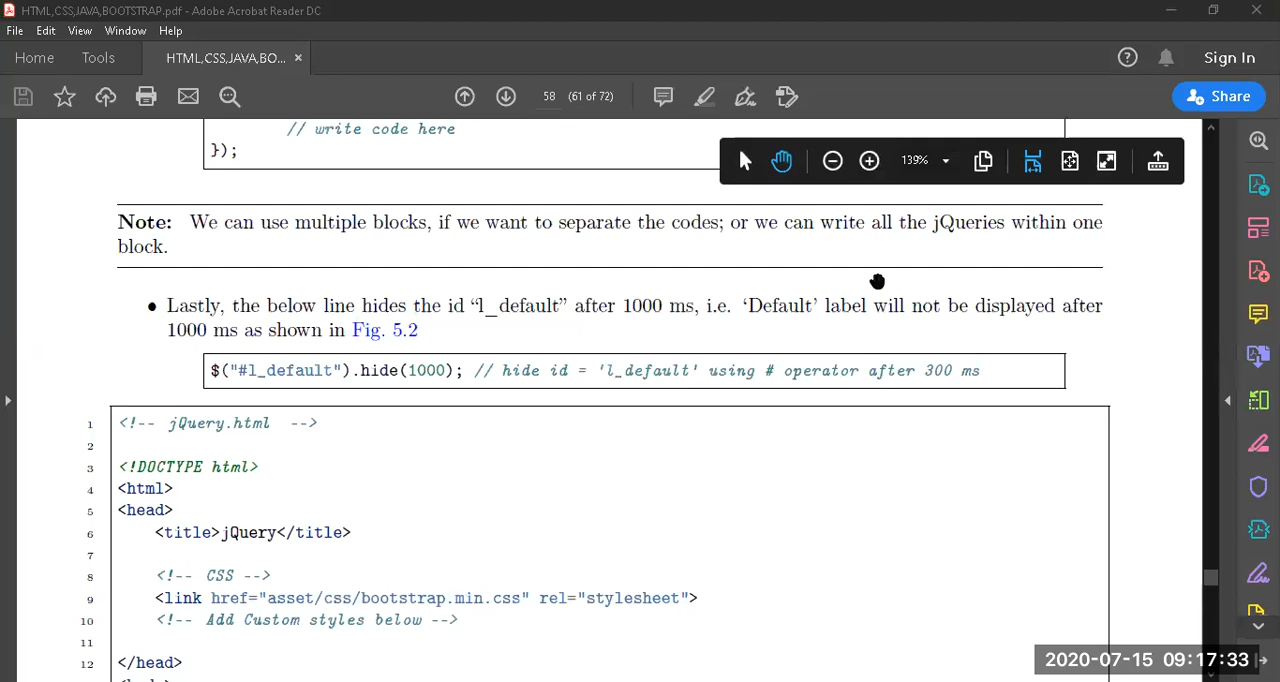 HTML,CSS,JAVA,BOOTSTRAP.pdf - Adobe Acrobat Reader DC
File Edit View Window Help
Home Tools HTML,CSS,JAVA,BO... × Sign In
58 (61 of 72) Share
// write code here
});
139%
Note: We can use multiple blocks, if we want to separate the codes; or we can write all the jQueries within one
block.
• Lastly, the below line hides the id “l_default” after 1000 ms, i.e. ‘Default’ label will not be displayed after
1000 ms as shown in Fig. 5.2
$("#l_default").hide(1000); // hide id = 'l_default' using # operator after 300 ms
1 <!-- jQuery.html -->
2
3 <!DOCTYPE html>
4 <html>
5 <head>
6 <title>jQuery</title>
7
8 <!-- CSS -->
9 <link href="asset/css/bootstrap.min.css" rel="stylesheet">
10 <!-- Add Custom styles below -->
11
12 </head>
2020-07-15 09:17:33